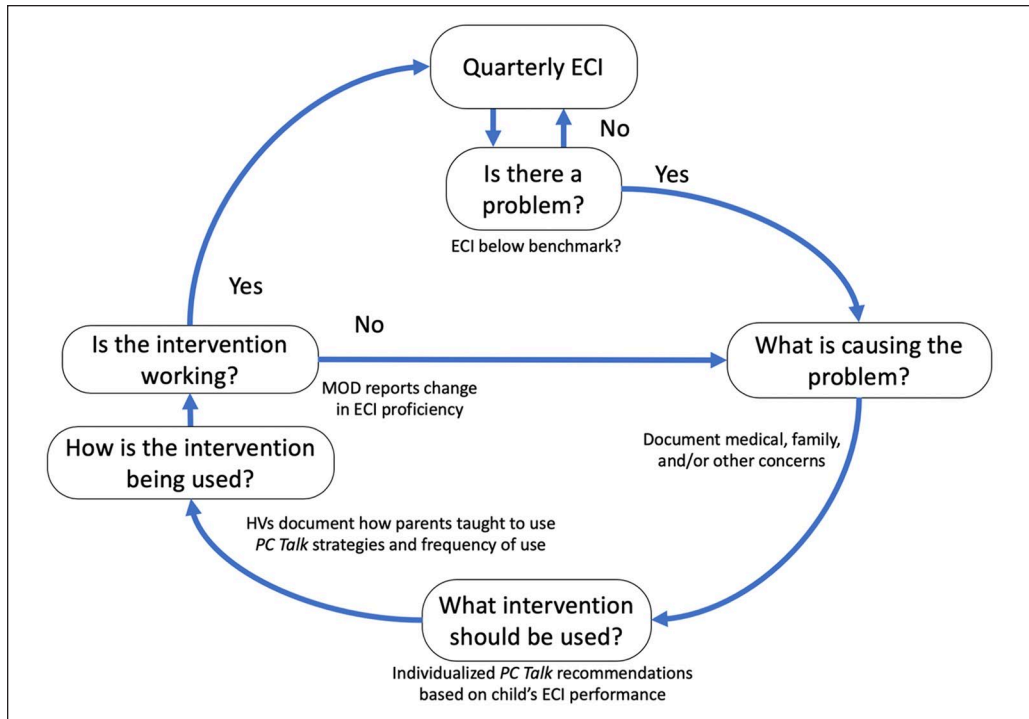 Quarterly ECI
No
Is there a
problem?
Yes
ECI below benchmark?
Yes
No
Is the intervention
working?
What is causing the
problem?
MOD reports change
in ECI proficiency
How is the intervention
being used?
Document medical, family,
and/or other concerns
HVs document how parents taught to use
PC Talk strategies and frequency of use
What intervention
should be used?
Individualized PC Talk recommendations
based on child’s ECI performance